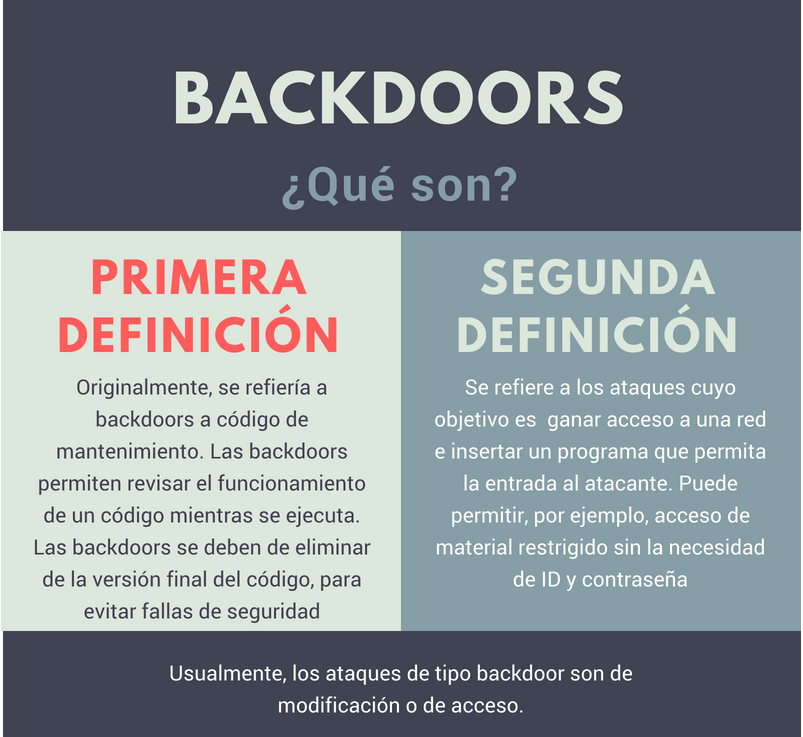 BACKDOORS
¿Qué son?
PRIMERA
DEFINICIÓN
Originalmente, se refiería a
backdoors a código de
mantenimiento. Las backdoors
permiten revisar el funcionamiento
de un código mientras se ejecuta.
Las backdoors se deben de eliminar
de la versión final del código, para
evitar fallas de seguridad
SEGUNDA
DEFINICIÓN
Se refiere a los ataques cuyo
objetivo es  ganar acceso a una red
e insertar un programa que permita
la entrada al atacante. Puede
permitir, por ejemplo, acceso de
material restrigido sin la necesidad
de ID y contraseña
Usualmente, los ataques de tipo backdoor son de
modificación o de acceso.